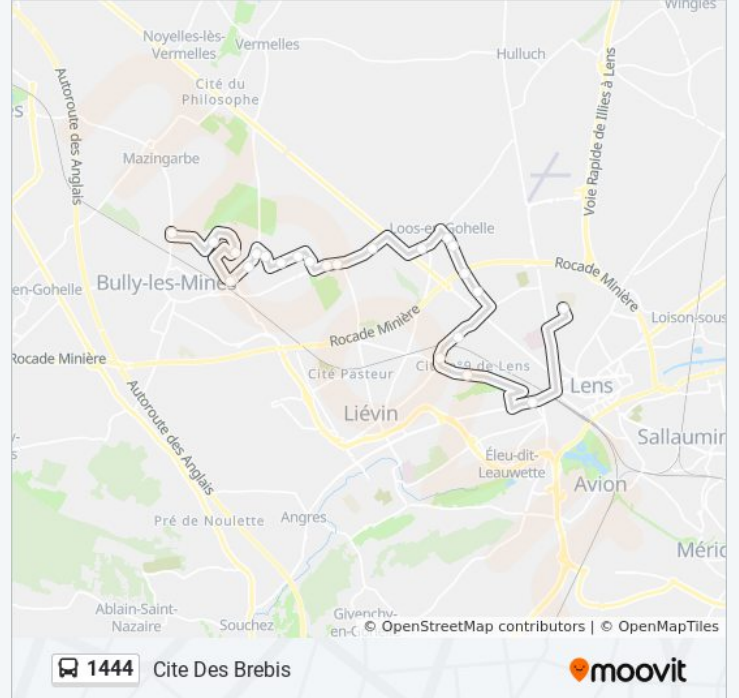 Wingles
Noyelles-lès-
Vermelles
Vermelles
Hulluch
Cité du
Philosophe
Autoroute des Anglais
Voie Rapide de Illies à Lens
Mazingarbe
Loos-en-Gohelle
Rocade Minière
en-Gohelle
Bully-les-Mines
Loison-sous
Rocade Minière
Rocade Minière
Cité Pasteur
Cité n°9 de Lens
Lens
Autoroute des Anglais
Liévin
Sallaumin
Éleu-dit-
Leauwette
Avion
Pré de Noulette
Angres
Méric
Ablain-Saint-
Nazaire
Souchez
Givenchy-
en-Gohelle
© OpenStreetMap contributors | © OpenMapTiles
1444 Cite Des Brebis
moovit